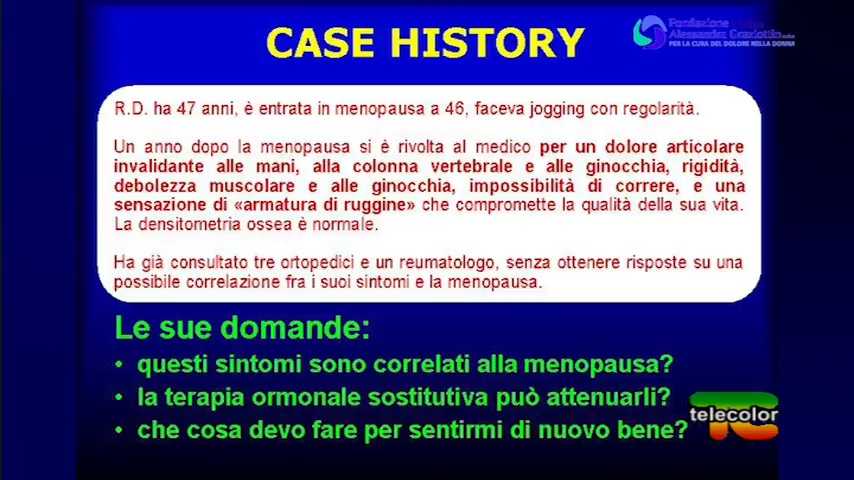 CASE HISTORY
Fondazione
Alessandra Graziottin
PER LA CURA DEL DOLORE NELLA DONNA
R.D. ha 47 anni, è entrata in menopausa a 46, faceva jogging con regolarità.
Un anno dopo la menopausa si è rivolta al medico per un dolore articolare
invalidante alle mani, alla colonna vertebrale e alle ginocchia, rigidità,
debolezza muscolare e alle ginocchia, impossibilità di correre, e una
sensazione di «armatura di ruggine» che compromette la qualità della sua vita.
La densitometria ossea è normale.
Ha già consultato tre ortopedici e un reumatologo, senza ottenere risposte su una
possibile correlazione fra i suoi sintomi e la menopausa.
Le sue domande:
• questi sintomi sono correlati alla menopausa?
• la terapia ormonale sostitutiva può attenuarli?
• che cosa devo fare per sentirmi di nuovo bene?
telecolor